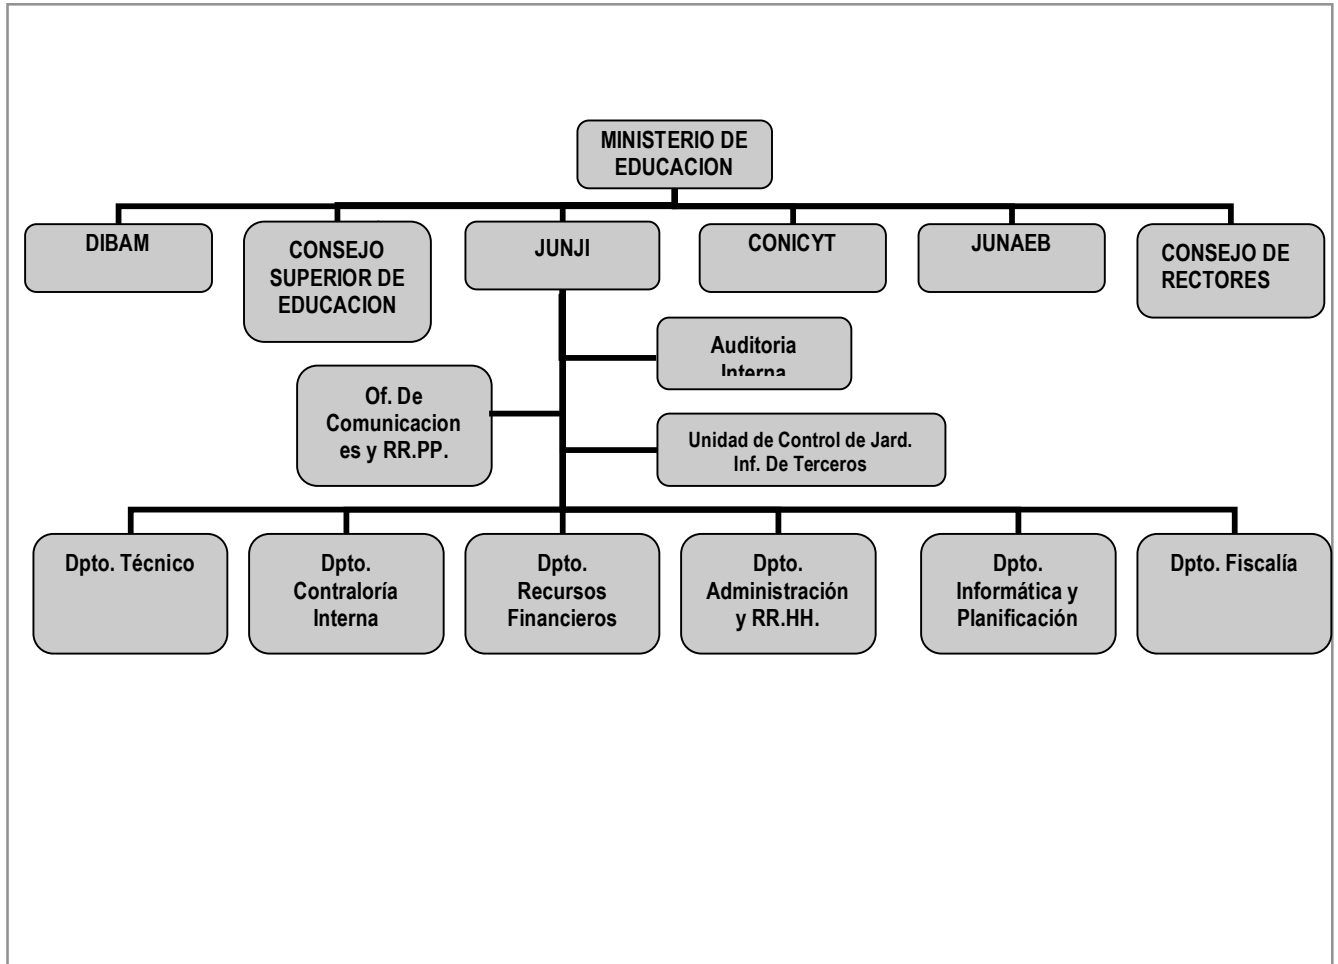 MINISTERIO DE
EDUCACION
DIBAM
CONSEJO
SUPERIOR DE
EDUCACION
JUNJI
CONICYT
JUNAEB
CONSEJO DE
RECTORES
Auditoria
Interna
Of. De
Comunicacion
es y RR.PP.
Unidad de Control de Jard.
Inf. De Terceros
Dpto. Técnico
Dpto.
Contraloría
Interna
Dpto.
Recursos
Financieros
Dpto.
Administración
y RR.HH.
Dpto.
Informática y
Planificación
Dpto. Fiscalía